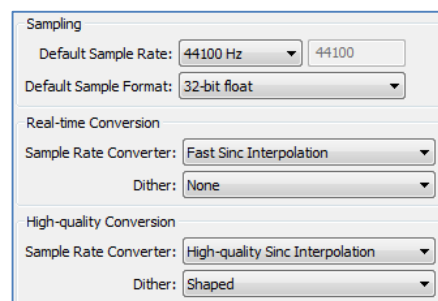 Sampling
Default Sample Rate: 44100 Hz 44100
Default Sample Format: 32-bit float
Real-time Conversion
Sample Rate Converter: Fast Sinc Interpolation
Dither: None
High-quality Conversion
Sample Rate Converter: High-quality Sinc Interpolation
Dither: Shaped